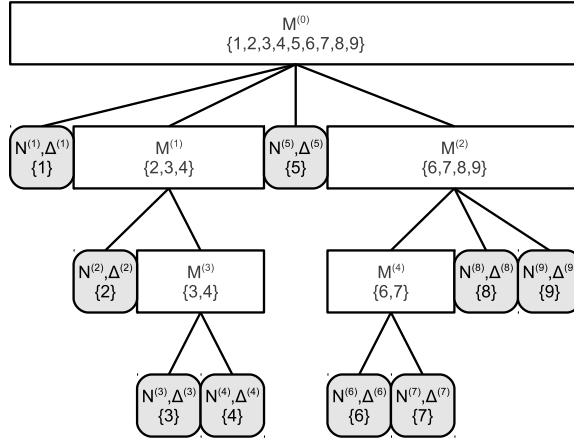 M⁽⁰⁾
{1,2,3,4,5,6,7,8,9}
N⁽¹⁾,Δ⁽¹⁾
{1}
M⁽¹⁾
{2,3,4}
N⁽⁵⁾,Δ⁽⁵⁾
{5}
M⁽²⁾
{6,7,8,9}
N⁽²⁾,Δ⁽²⁾
{2}
M⁽³⁾
{3,4}
M⁽⁴⁾
{6,7}
N⁽⁸⁾,Δ⁽⁸⁾
{8}
N⁽⁹⁾,Δ⁽⁹
{9}
N⁽³⁾,Δ⁽³⁾
{3}
N⁽⁴⁾,Δ⁽⁴⁾
{4}
N⁽⁶⁾,Δ⁽⁶⁾
{6}
N⁽⁷⁾,Δ⁽⁷⁾
{7}